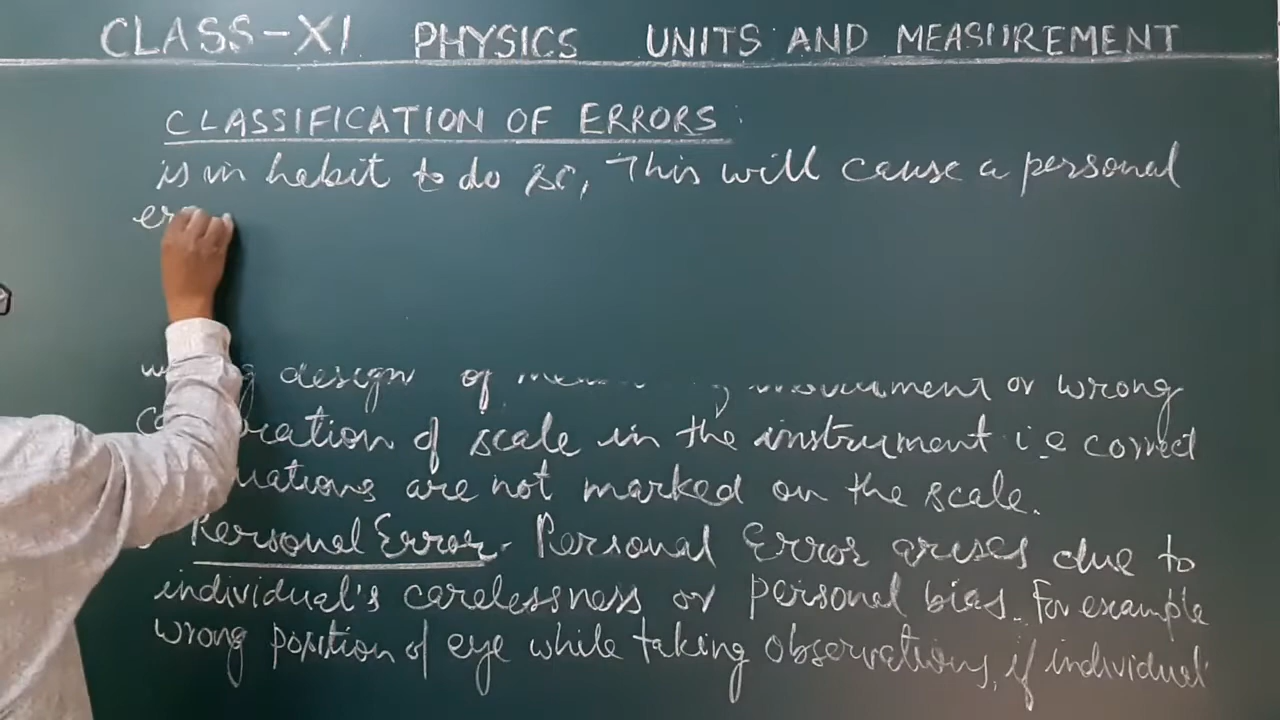 CLASS-XI PHYSICS UNITS AND MEASUREMENT
CLASSIFICATION OF ERRORS :
is in habit to do so, This will cause a personal
er
design of or wrong
of scale in the instrument i.e correct
are not marked on the scale.
Personal Error. Personal Error arises due to
individual's carelessness or personal bias. For example
wrong position of eye while taking observations, if individual